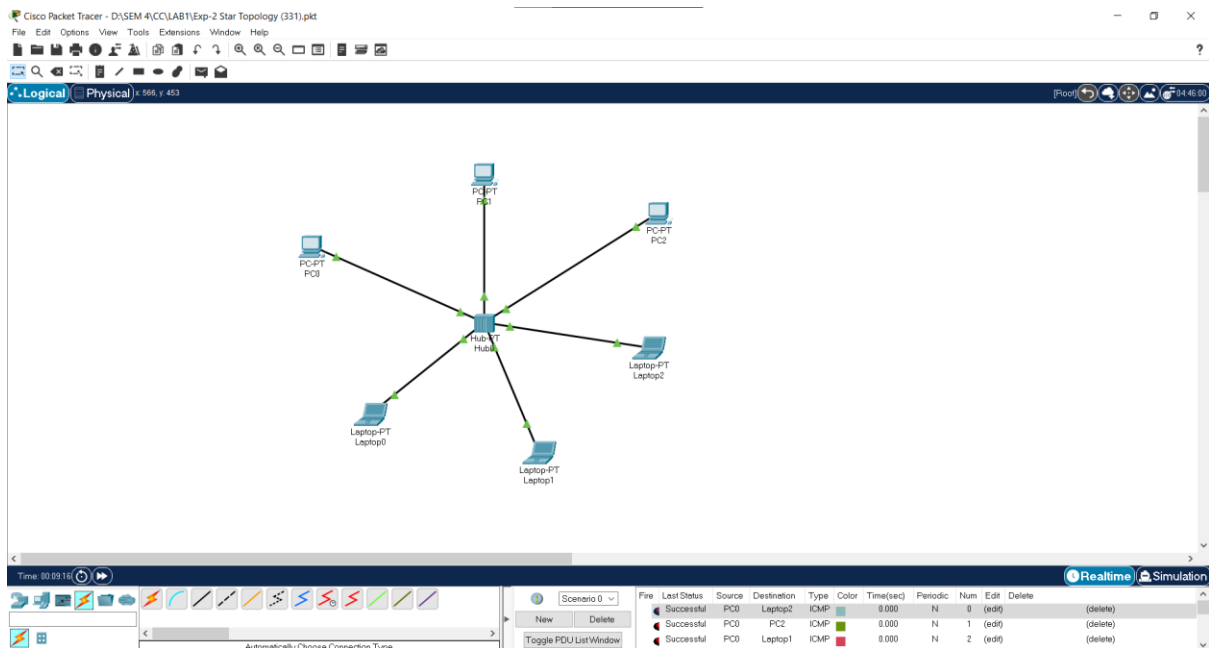 Cisco Packet Tracer - D:\SEM 4\CC\LAB1\Exp-2 Star Topology (331).pkt
File Edit Options View Tools Extensions Window Help
?
Logical Physical x: 566, y: 453 [Root] 04:46:00
PC-PT
PC1
PC-PT
PC2
PC-PT
PC0
Hub-PT
Hub0
Laptop-PT
Laptop2
Laptop-PT
Laptop0
Laptop-PT
Laptop1
Time: 00:09:16 Realtime Simulation
Scenario 0
New Delete
Toggle PDU List Window
Automatically Choose Connection Type
Fire Last Status Source Destination Type Color Time(sec) Periodic Num Edit Delete
Successful PC0 Laptop2 ICMP 0.000 N 0 (edit) (delete)
Successful PC0 PC2 ICMP 0.000 N 1 (edit) (delete)
Successful PC0 Laptop1 ICMP 0.000 N 2 (edit) (delete)